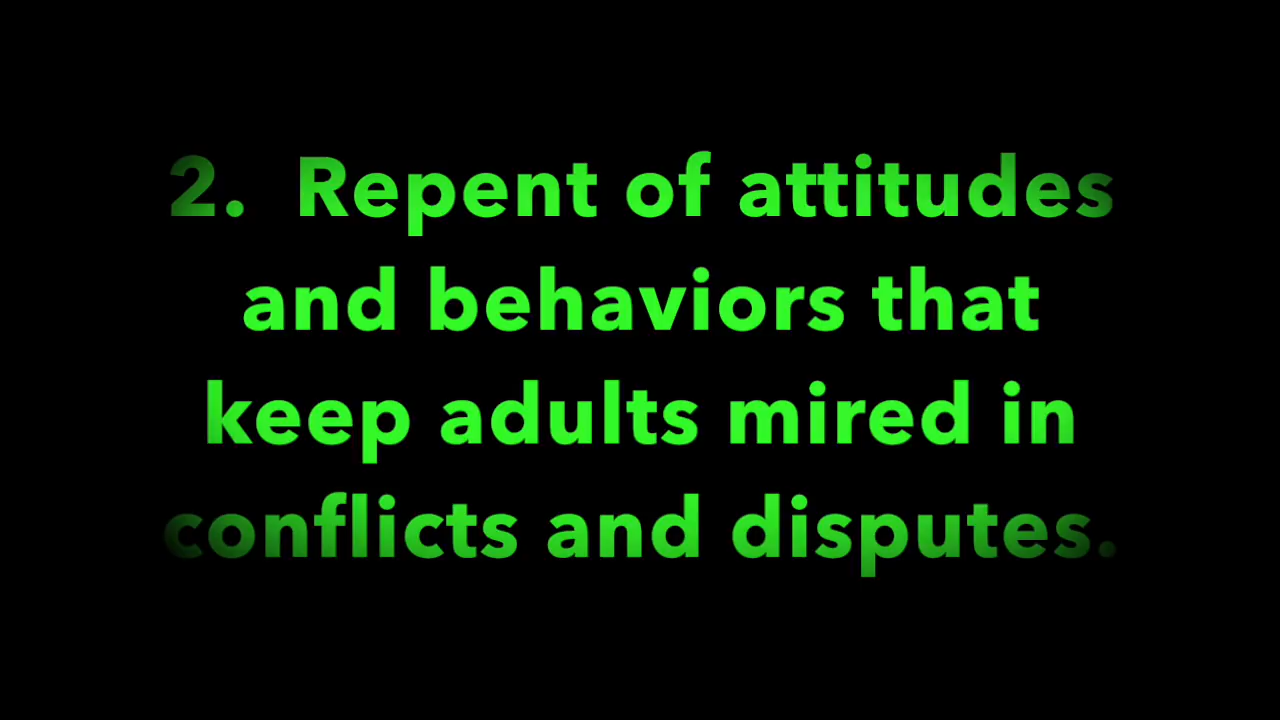 2.  Repent of attitudes
and behaviors that
keep adults mired in
conflicts and disputes.